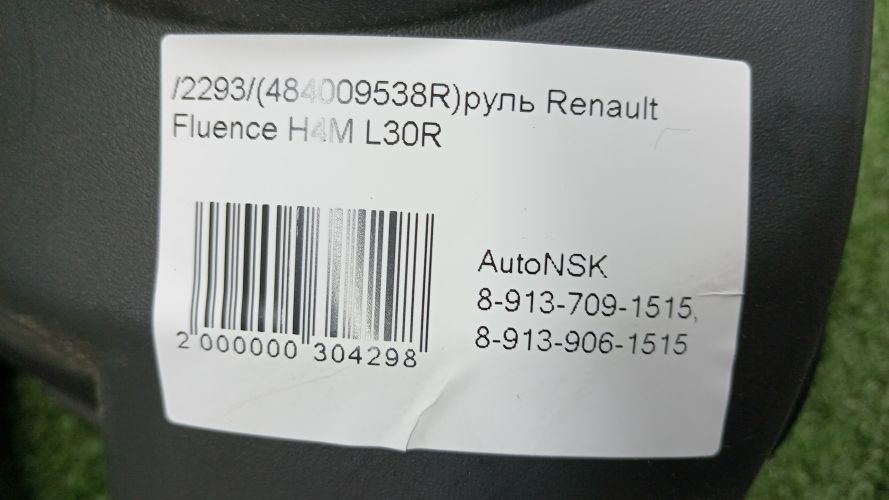 /2293/(484009538R)руль Renault
Fluence H4M L30R
AutoNSK
8-913-709-1515,
8-913-906-1515
2 000000 304298